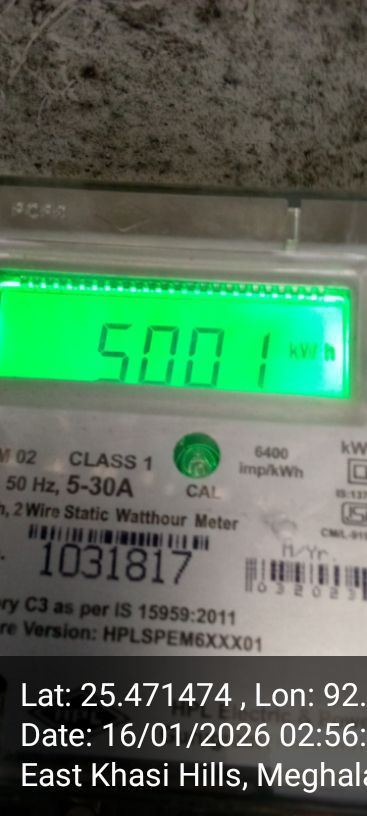 5001 kWh
M 02 CLASS 1 6400 imp/kWh kW
50 Hz, 5-30A CAL
h, 2 Wire Static Watthour Meter
1031817
M/Yr.
032023
ry C3 as per IS 15959:2011
re Version: HPLSPEM6XXX01
Lat: 25.471474 , Lon: 92.
Date: 16/01/2026 02:56:
East Khasi Hills, Meghala